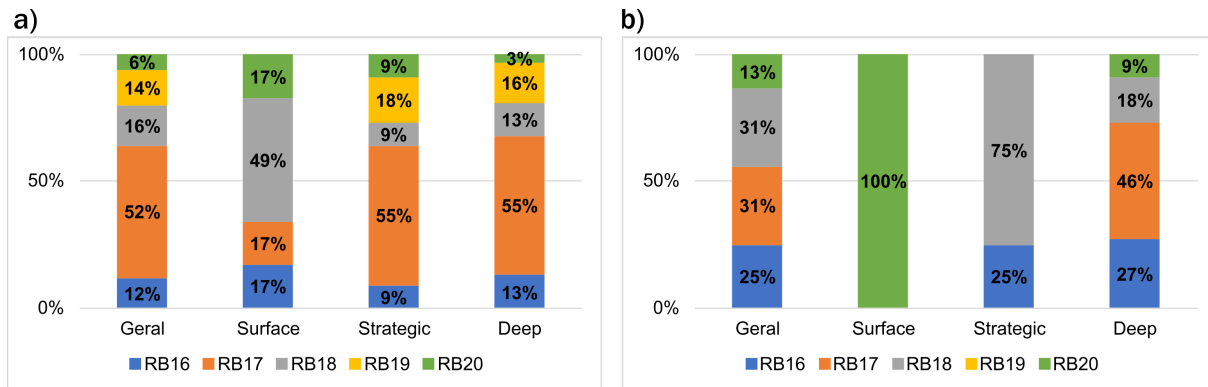 a)
100%
6% 17% 9% 3%
14% 18% 16%
16% 49% 9% 13%
50%
52% 17% 55% 55%
12% 17% 9% 13%
0%
Geral Surface Strategic Deep
RB16 RB17 RB18 RB19 RB20
b)
100%
13% 9%
31% 75% 18%
50%
100% 46%
31%
25% 25% 27%
0%
Geral Surface Strategic Deep
RB16 RB17 RB18 RB19 RB20